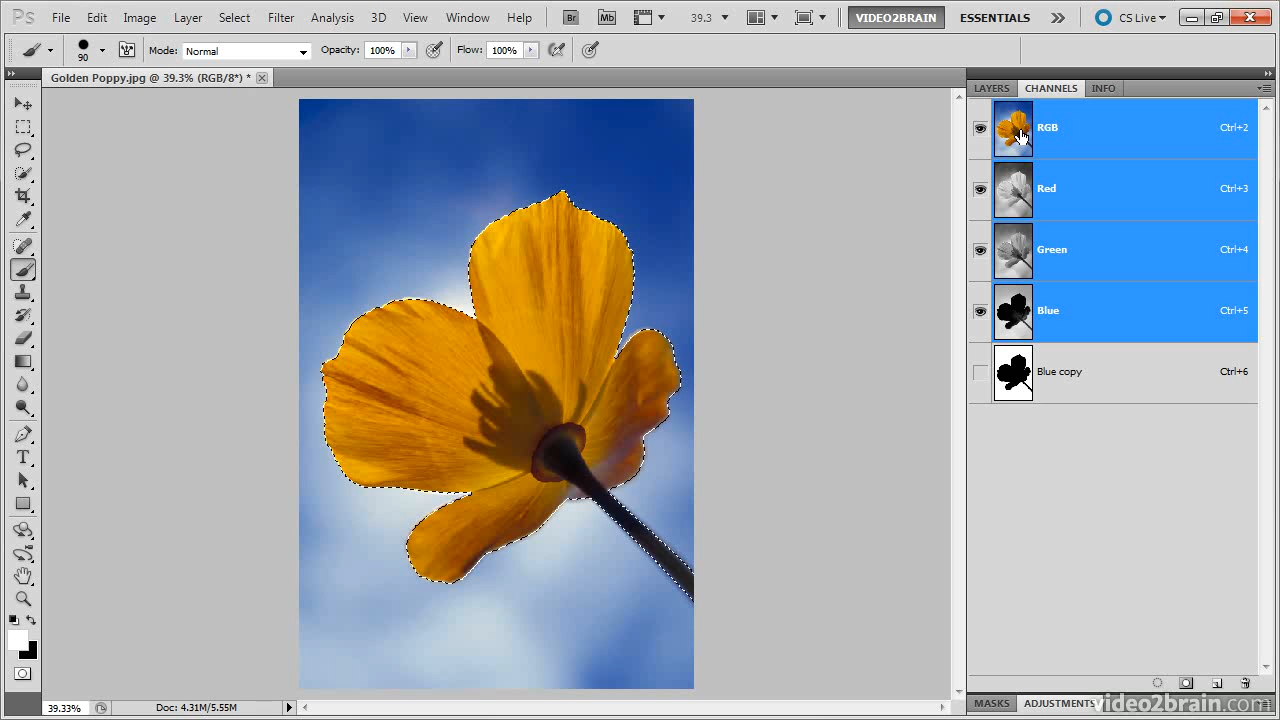 Ps File Edit Image Layer Select Filter Analysis 3D View Window Help Br Mb 39.3 VIDEO2BRAIN ESSENTIALS CS Live
90 Mode: Normal Opacity: 100% Flow: 100%
Golden Poppy.jpg @ 39.3% (RGB/8*) *
LAYERS CHANNELS INFO
RGB Ctrl+2
Red Ctrl+3
Green Ctrl+4
Blue Ctrl+5
Blue copy Ctrl+6
T
39.33% Doc: 4.31M/5.55M
MASKS ADJUSTMENTS
video2brain.com